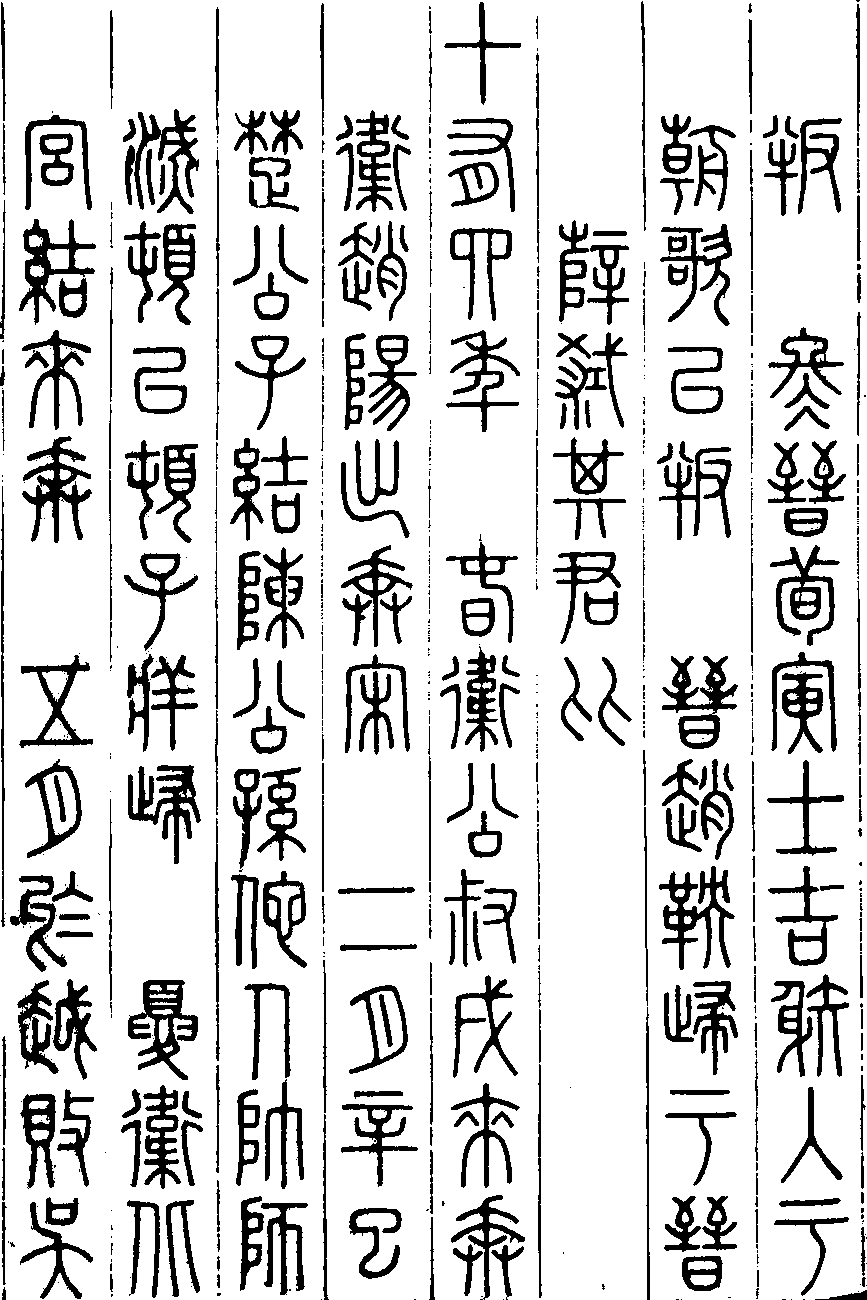 叛　冬晉荀寅士吉射入于
朝歌以叛　晉趙鞅歸于晉
薛弒其君比
十有四年　春衛公叔戌來奔
衛趙陽出奔宋　二月辛巳
楚公子結陳公孫佗人帥師
滅頓以頓子牂歸　夏衛北
宮結來奔　五月於越敗吳